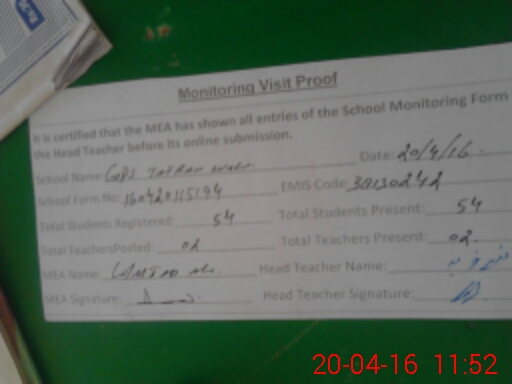 Monitoring Visit Proof
It is certified that the MEA has shown all entries of the School Monitoring Form
the Head Teacher before its online submission.
School Name: GPS Date: 20/4/16.
School Form No: 160420115194 EMIS Code: 38130242
Total Students Registered: 54 Total Students Present: 54
Total TeachersPosted: 02 Total Teachers Present: 02.
MEA Name: Head Teacher Name:
MEA Signature: Head Teacher Signature:
20-04-16 11:52